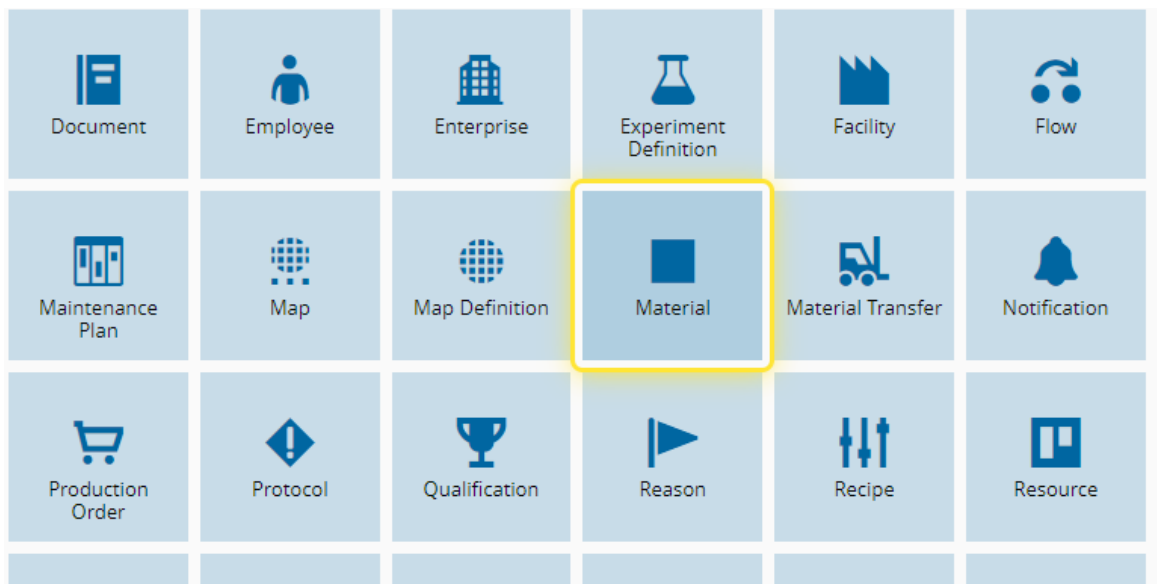 Document
Employee
Enterprise
Experiment
Definition
Facility
Flow
Maintenance
Plan
Map
Map Definition
Material
Material Transfer
Notification
Production
Order
Protocol
Qualification
Reason
Recipe
Resource